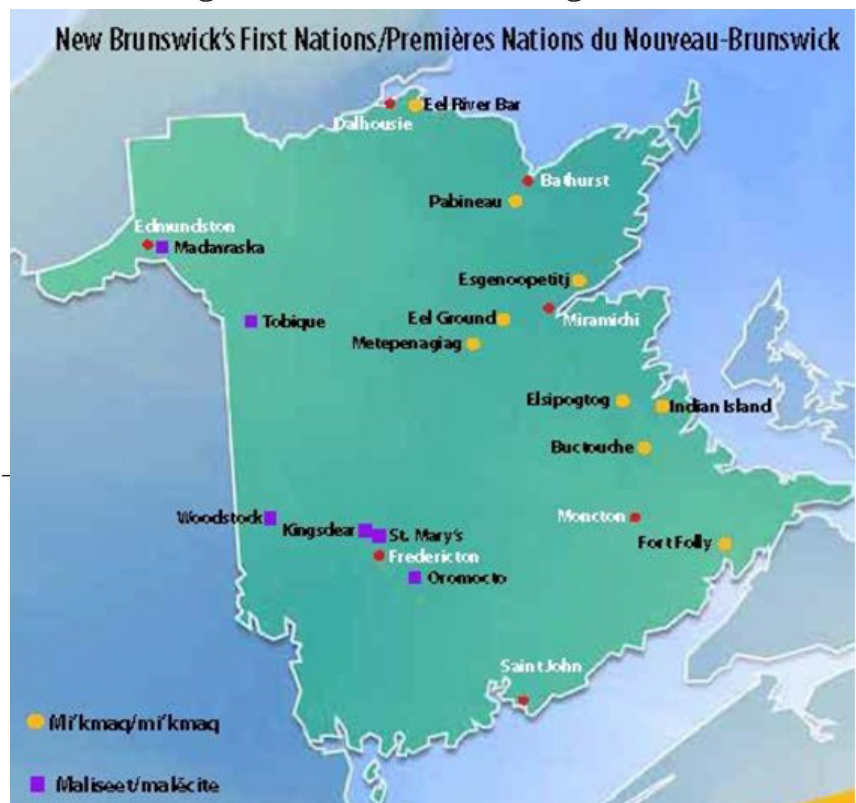 New Brunswick's First Nations/Premières Nations du Nouveau-Brunswick
Eel River Bar
Dalhousie
Bathurst
Pabineau
Edmundston
Madawaska
Esgenoopetitj
Tobique
Eel Ground
Miramichi
Metepenagiag
Elsipogtog
Indian Island
Buctouche
Woodstock
Kingsclear
St. Mary's
Moncton
Fredericton
Fort Folly
Oromocto
Saint John
Mi'kmaq/mi'kmaq
Maliseet/malécite